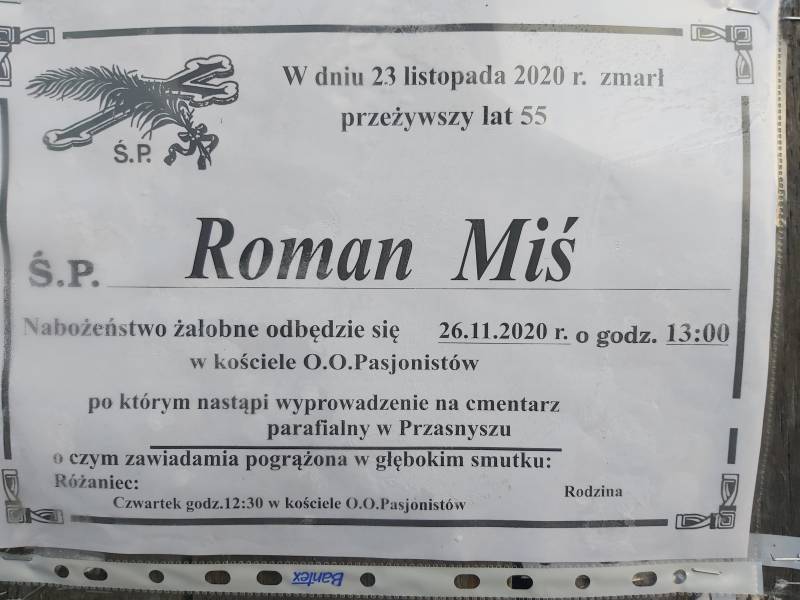 W dniu 23 listopada 2020 r. zmarł
przeżywszy lat 55
Ś.P.
Ś.P. Roman Miś
Nabożeństwo żałobne odbędzie się 26.11.2020 r. o godz. 13:00
w kościele O.O.Pasjonistów
po którym nastąpi wyprowadzenie na cmentarz
parafialny w Przasnyszu
o czym zawiadamia pogrążona w głębokim smutku:
Różaniec:
Rodzina
Czwartek godz.12:30 w kościele O.O.Pasjonistów
Bantex